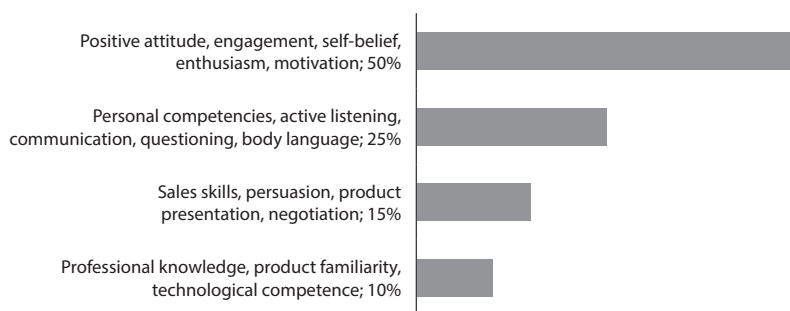 Positive attitude, engagement, self-belief,
enthusiasm, motivation; 50%
Personal competencies, active listening,
communication, questioning, body language; 25%
Sales skills, persuasion, product
presentation, negotiation; 15%
Professional knowledge, product familiarity,
technological competence; 10%